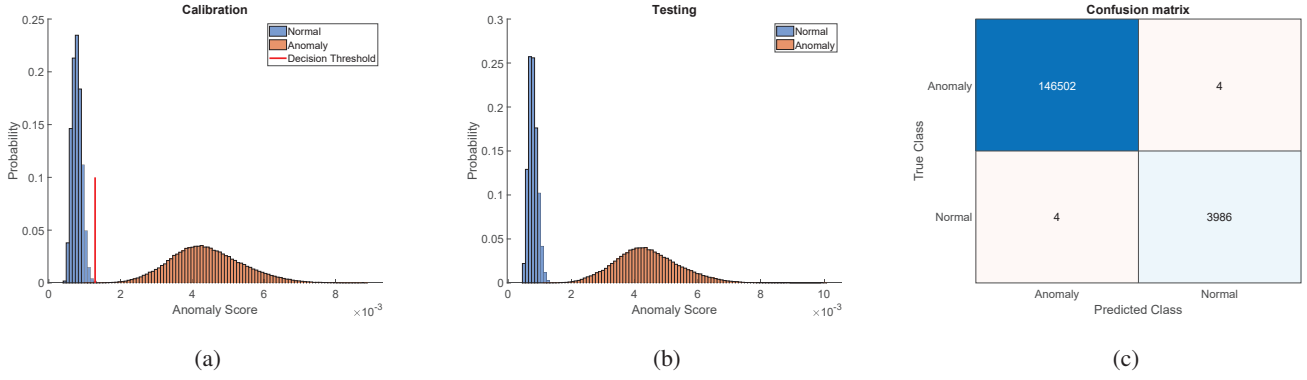 Calibration
Normal
Anomaly
Decision Threshold
0.25
0.2
0.15
0.1
0.05
0
Probability
0 2 4 6 8
Anomaly Score
×10⁻³
(a)
Testing
Normal
Anomaly
0.3
0.25
0.2
0.15
0.1
0.05
0
Probability
0 2 4 6 8 10
Anomaly Score
×10⁻³
(b)
Confusion matrix
True Class
Anomaly 146502 4
Normal 4 3986
Anomaly Normal
Predicted Class
(c)